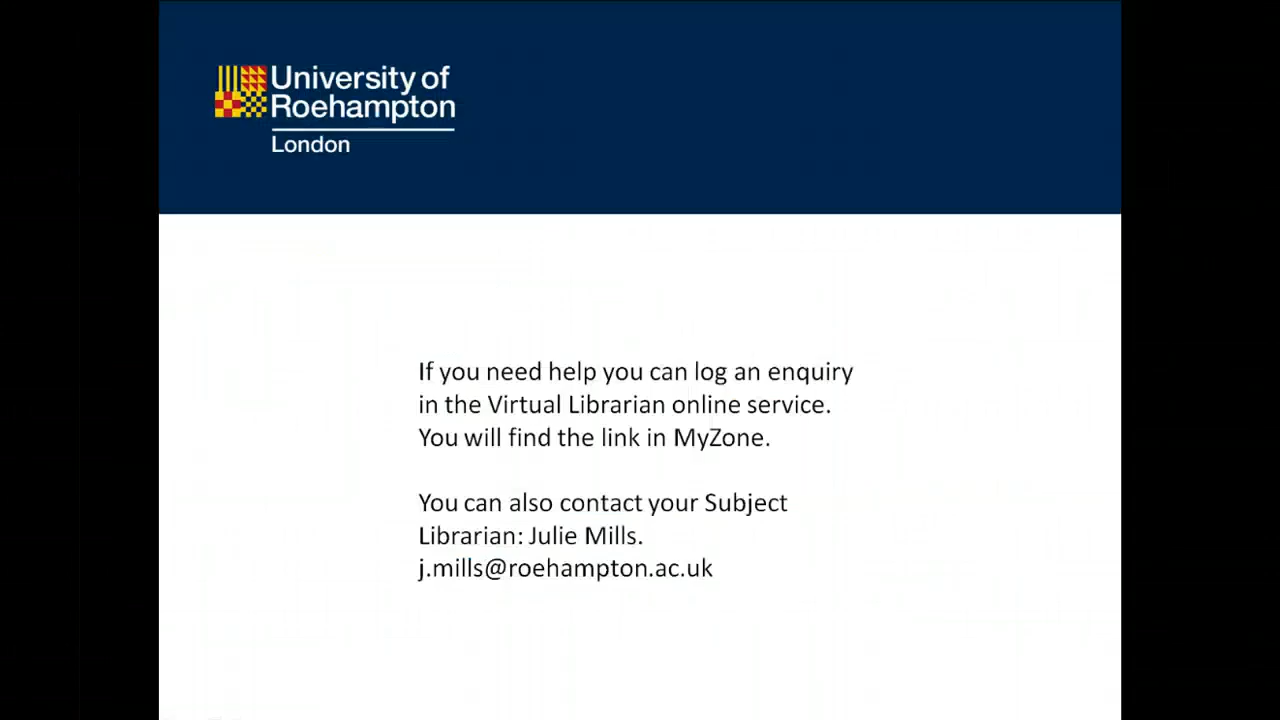 University of
Roehampton
London
If you need help you can log an enquiry
in the Virtual Librarian online service.
You will find the link in MyZone.
You can also contact your Subject
Librarian: Julie Mills.
j.mills@roehampton.ac.uk